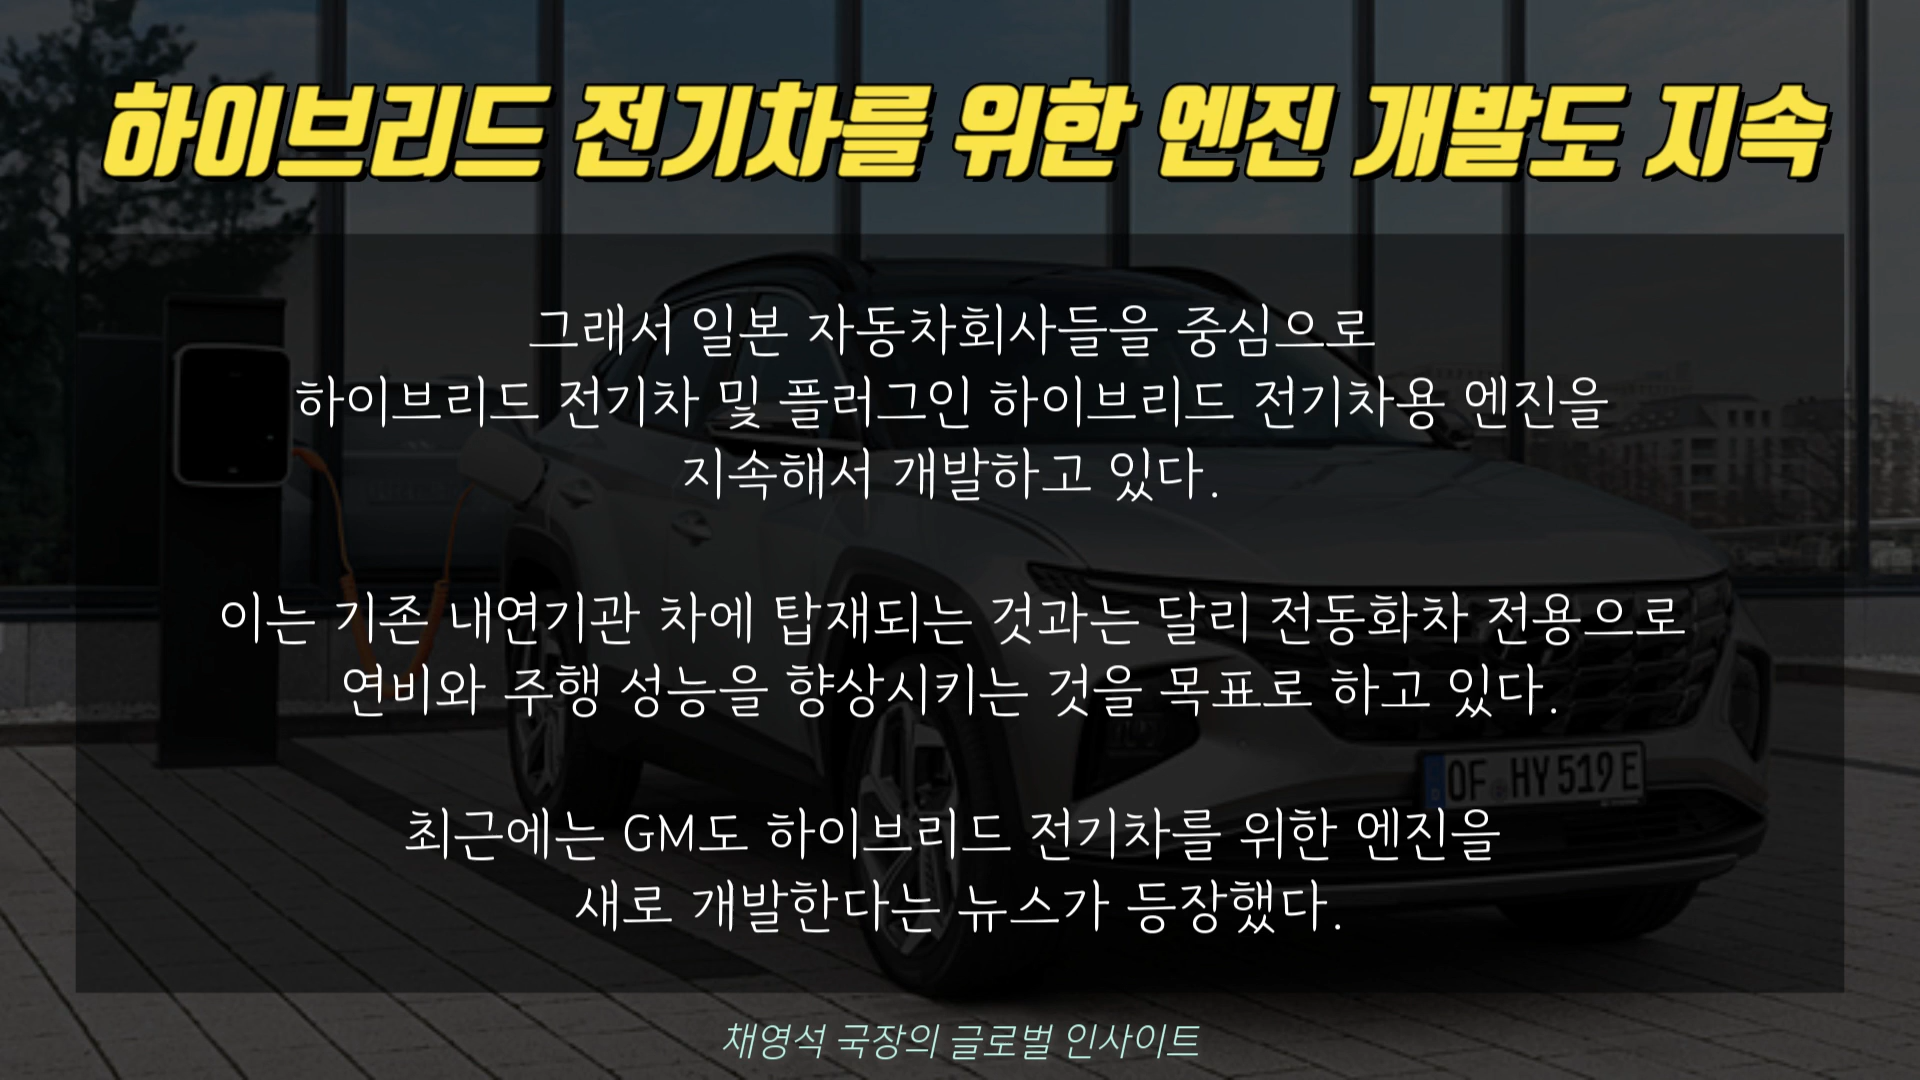 하이브리드 전기차를 위한 엔진 개발도 지속
그래서 일본 자동차회사들을 중심으로
하이브리드 전기차 및 플러그인 하이브리드 전기차용 엔진을
지속해서 개발하고 있다.
이는 기존 내연기관 차에 탑재되는 것과는 달리 전동화차 전용으로
연비와 주행 성능을 향상시키는 것을 목표로 하고 있다.
OF HY 519 E
최근에는 GM도 하이브리드 전기차를 위한 엔진을
새로 개발한다는 뉴스가 등장했다.
채영석 국장의 글로벌 인사이트